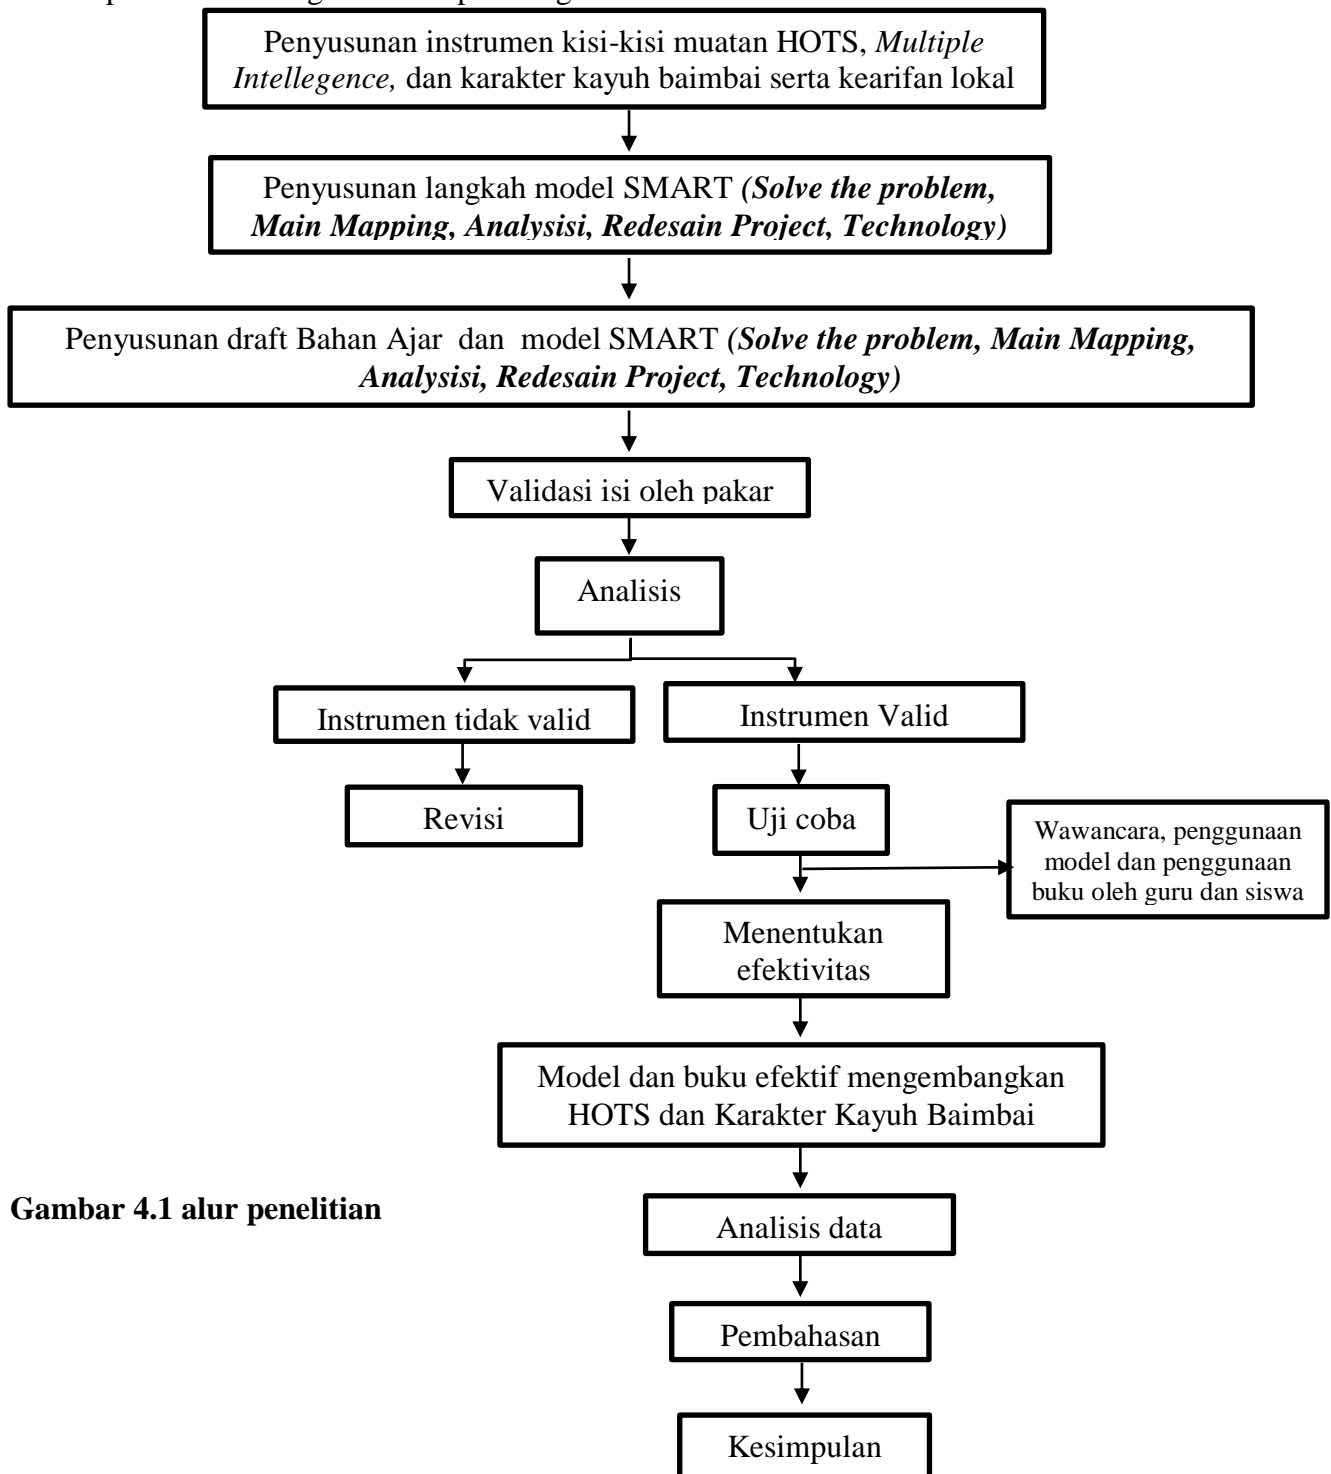 Penyusunan instrumen kisi-kisi muatan HOTS, Multiple
Intellegence, dan karakter kayuh baimbai serta kearifan lokal
Penyusunan langkah model SMART (Solve the problem,
Main Mapping, Analysisi, Redesain Project, Technology)
Penyusunan draft Bahan Ajar dan model SMART (Solve the problem, Main Mapping,
Analysisi, Redesain Project, Technology)
Validasi isi oleh pakar
Analisis
Instrumen tidak valid
Instrumen Valid
Revisi
Uji coba
Wawancara, penggunaan
model dan penggunaan
buku oleh guru dan siswa
Menentukan
efektivitas
Model dan buku efektif mengembangkan
HOTS dan Karakter Kayuh Baimbai
Gambar 4.1 alur penelitian
Analisis data
Pembahasan
Kesimpulan